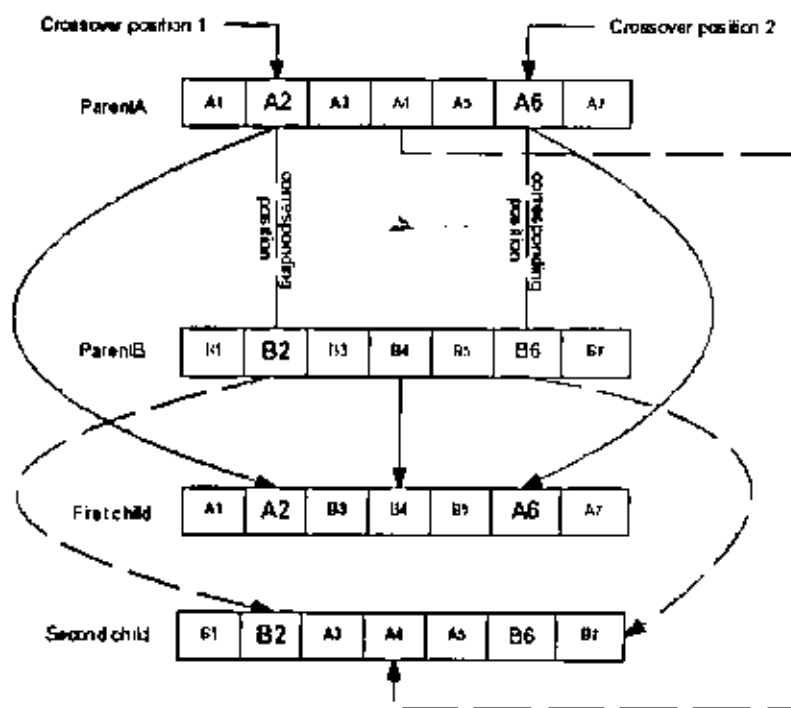 Crossover position 1
Crossover position 2
ParentA A1 A2 A3 A4 A5 A6 A7
corresponding position
corresponding position
ParentB B1 B2 B3 B4 B5 B6 B7
First child A1 A2 B3 B4 B5 A6 A7
Second child B1 B2 A3 A4 A5 B6 B7